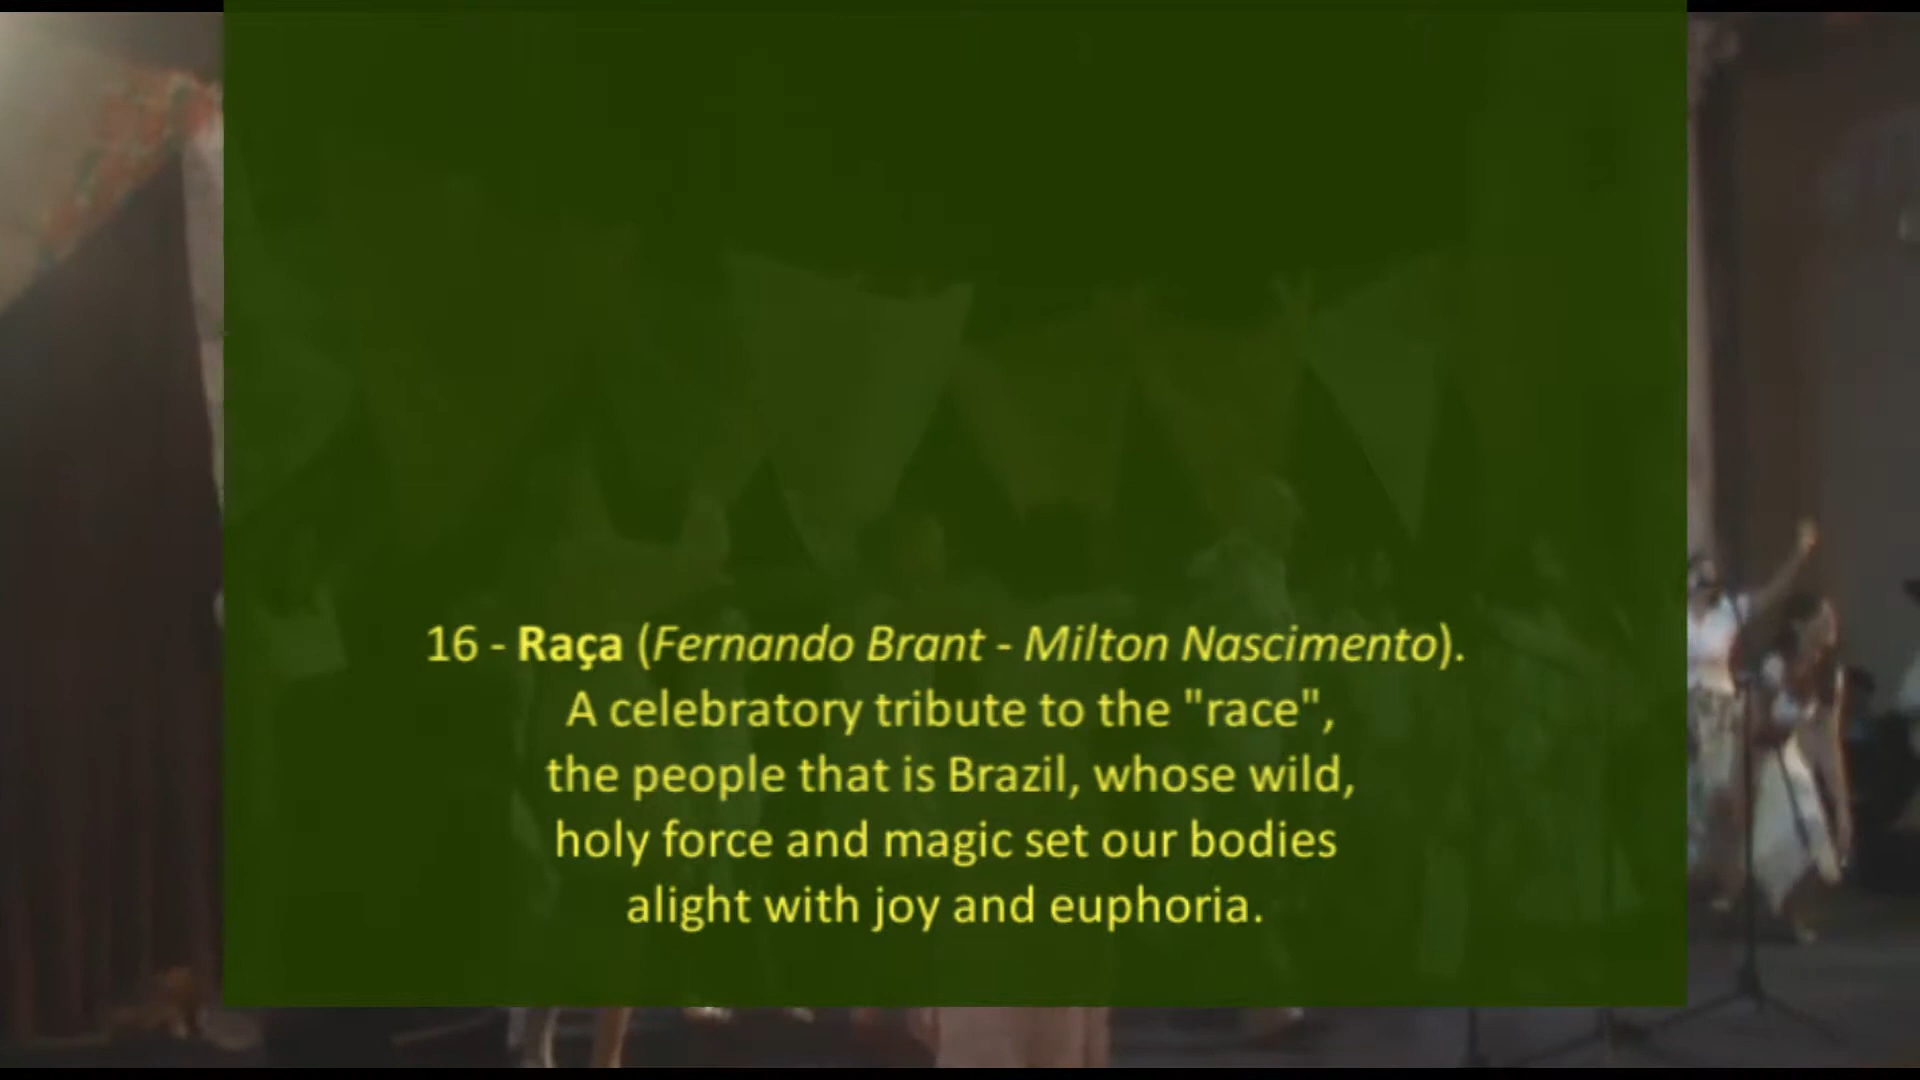 16 - Raça (Fernando Brant - Milton Nascimento).
A celebratory tribute to the "race",
the people that is Brazil, whose wild,
holy force and magic set our bodies
alight with joy and euphoria.